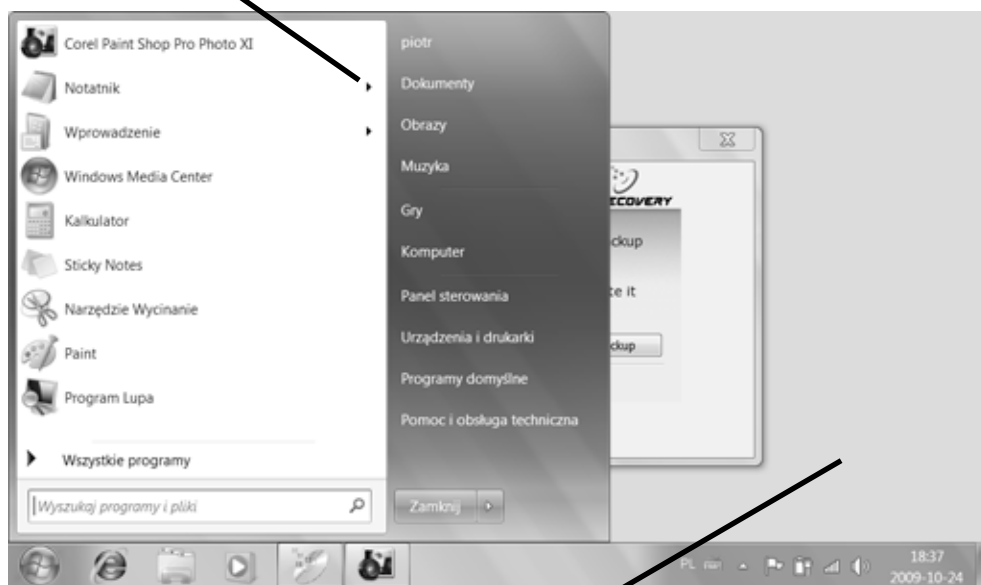 Corel Paint Shop Pro Photo XI
Notatnik
Wprowadzenie
Windows Media Center
Kalkulator
Sticky Notes
Narzędzie Wycinanie
Paint
Program Lupa
Wszystkie programy
Wyszukaj programy i pliki
piotr
Dokumenty
Obrazy
Muzyka
Gry
Komputer
Panel sterowania
Urządzenia i drukarki
Programy domyślne
Pomoc i obsługa techniczna
Zamknij
ECOVERY
ckup
te it
ckup
PL
18:37
2009-10-24